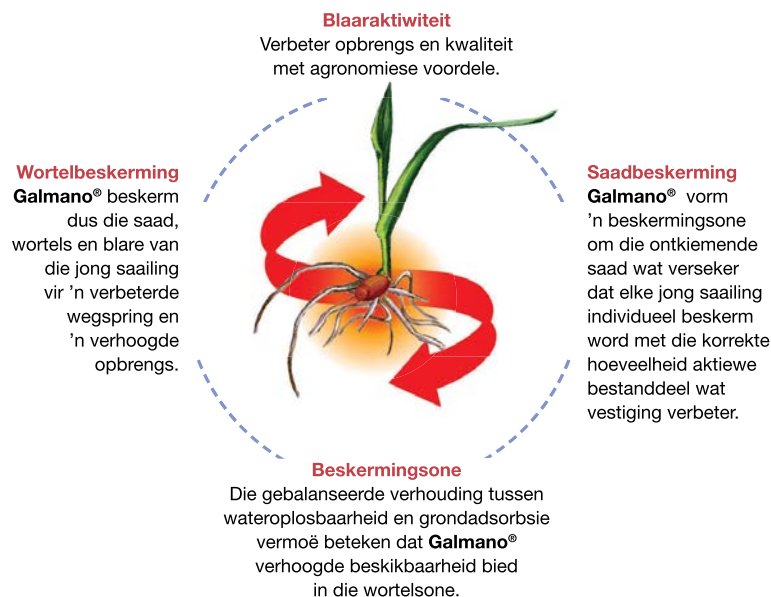 Blaaraktiwiteit
Verbeter opbrengs en kwaliteit
met agronomiese voordele.
Wortelbeskerming
Galmano® beskerm
dus die saad,
wortels en blare van
die jong saailing
vir ’n verbeterde
wegspring en
’n verhoogde
opbrengs.
Saadbeskerming
Galmano® vorm
’n beskermingsone
om die ontkiemende
saad wat verseker
dat elke jong saailing
individueel beskerm
word met die korrekte
hoeveelheid aktiewe
bestanddeel wat
vestiging verbeter.
Beskermingsone
Die gebalanseerde verhouding tussen
wateroplosbaarheid en grondadsorbsie
vermoë beteken dat Galmano®
verhoogde beskikbaarheid bied
in die wortelsone.